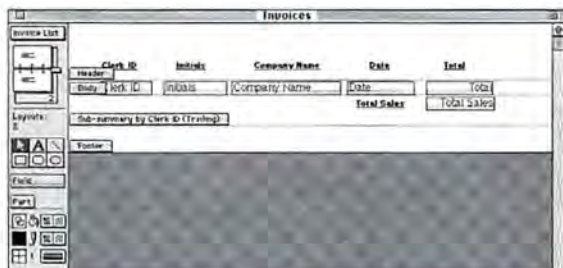 Invoices
Invoice List
Clerk ID Initials Company Name Date Total
Header
Body Clerk ID Initials Company Name Date Total
Total Sales Total Sales
Layouts:
Sub-summary by Clerk ID (Trailing)
A
Footer
Field
Part